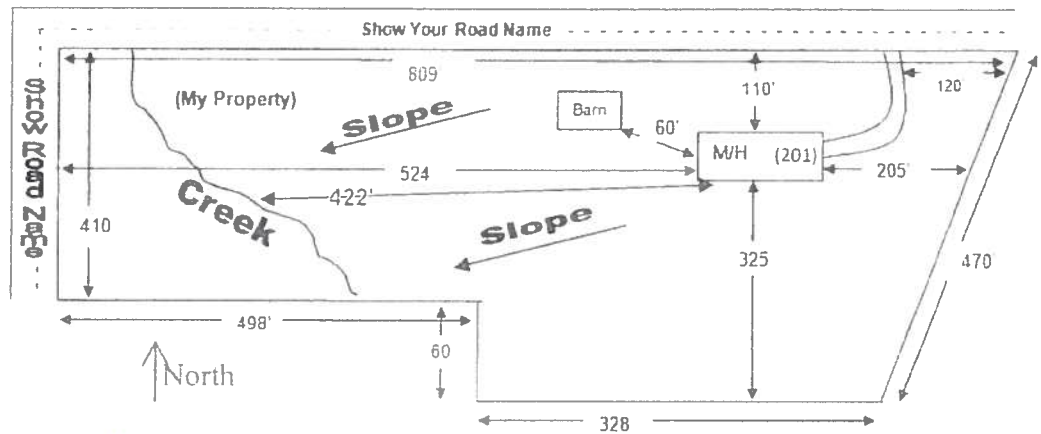 Show Your Road Name
Show Road Name
809
110'
120'
(My Property)
Slope
Barn
60'
M/H (201)
524
205'
422'
Creek
410
Slope
325
470
498'
60
North
328